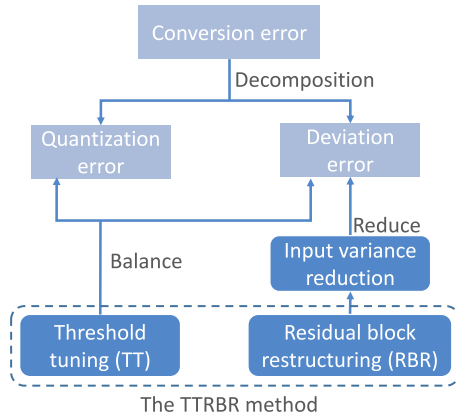 Conversion error
Decomposition
Quantization
error
Deviation
error
Reduce
Balance
Input variance
reduction
Threshold
tuning (TT)
Residual block
restructuring (RBR)
The TTRBR method